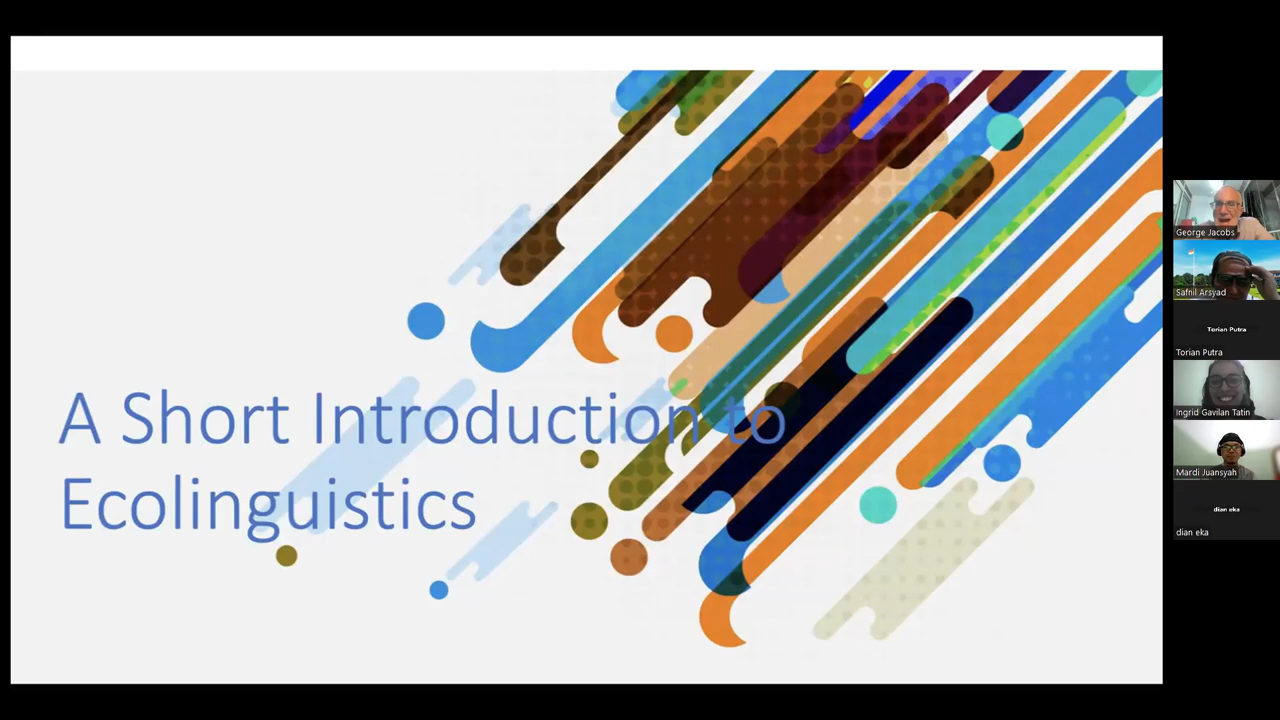 A Short Introduction to
Ecolinguistics
George Jacobs
Safnil Arsyad
Torian Putra
Torian Putra
Ingrid Gavilan Tatin
Mardi Juansyah
dian eka
dian eka